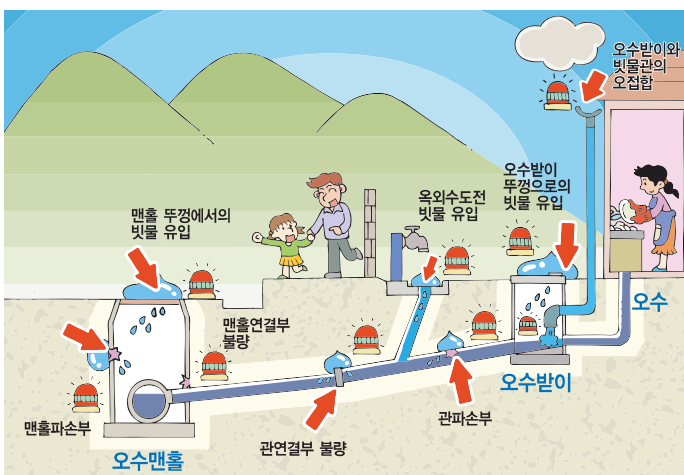 오수받이와
빗물관의
오접합
오수받이
뚜껑으로의
빗물 유입
옥외수도전
빗물 유입
맨홀 뚜껑에서의
빗물 유입
오수
맨홀연결부
불량
오수받이
관파손부
맨홀파손부
관연결부 불량
오수맨홀